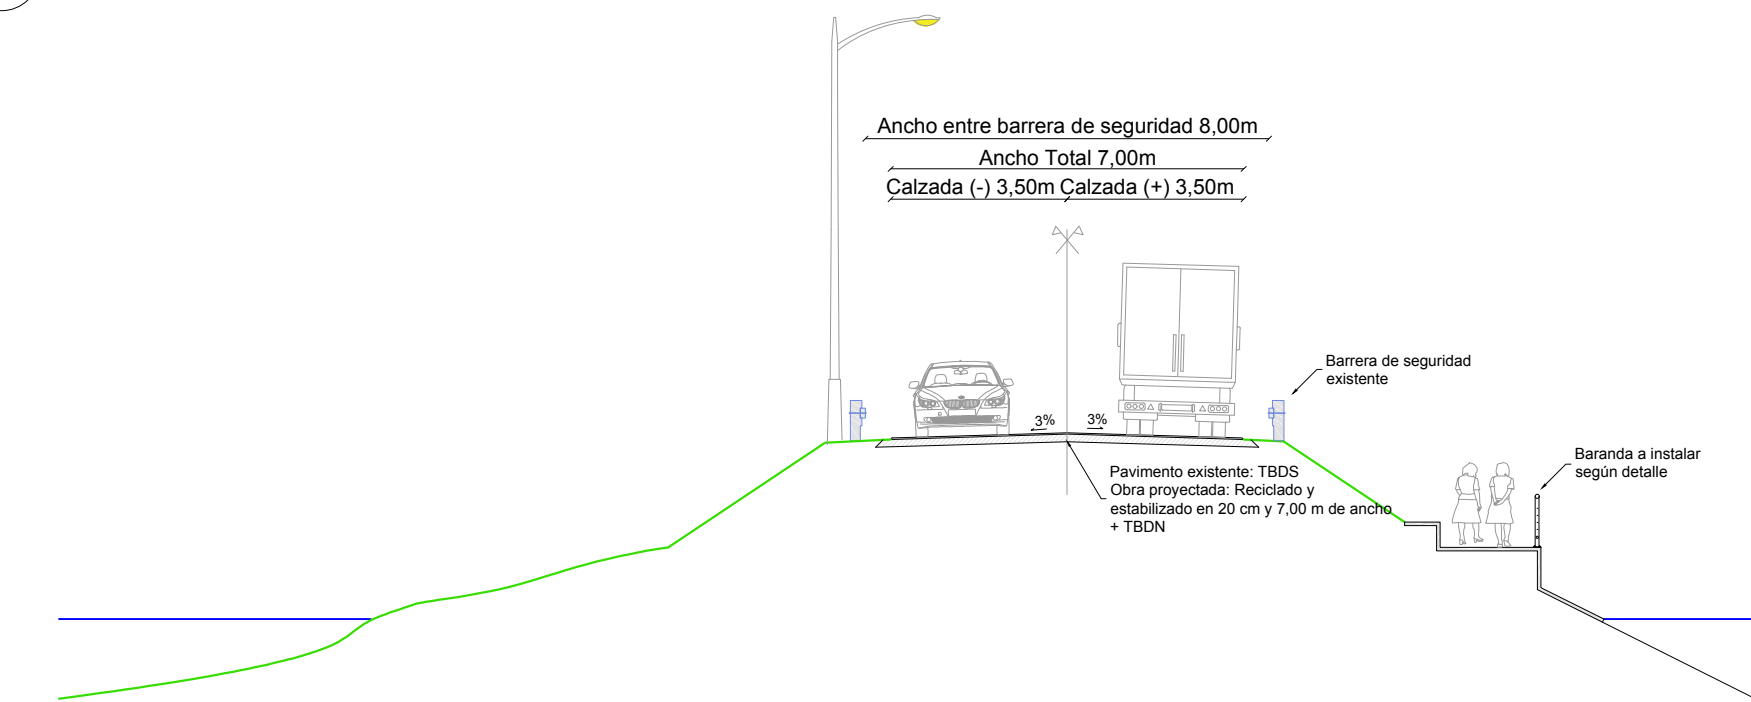 Ancho entre barrera de seguridad 8,00m
Ancho Total 7,00m
Calzada (-) 3,50m Calzada (+) 3,50m
Barrera de seguridad
existente
3%
3%
Baranda a instalar
según detalle
Pavimento existente: TBDS
Obra proyectada: Reciclado y
estabilizado en 20 cm y 7,00 m de ancho
+ TBDN